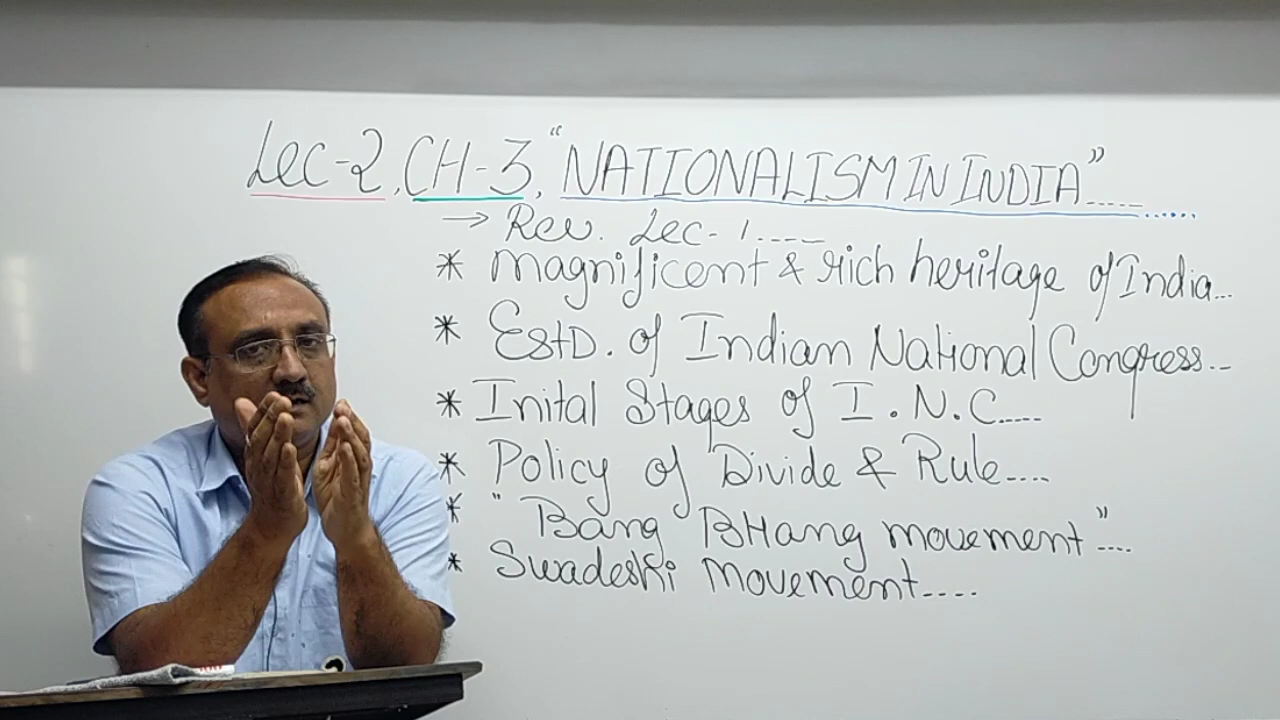 Lec-2, CH-3, "NATIONALISM IN INDIA".....
→ Rev. Lec-1.....
* Magnificent & rich heritage of India...
* EstD. of Indian National Congress...
* Inital Stages of I.N.C.....
* Policy of Divide & Rule....
* "Bang BHang movement"....
* SwadesHi movement.....